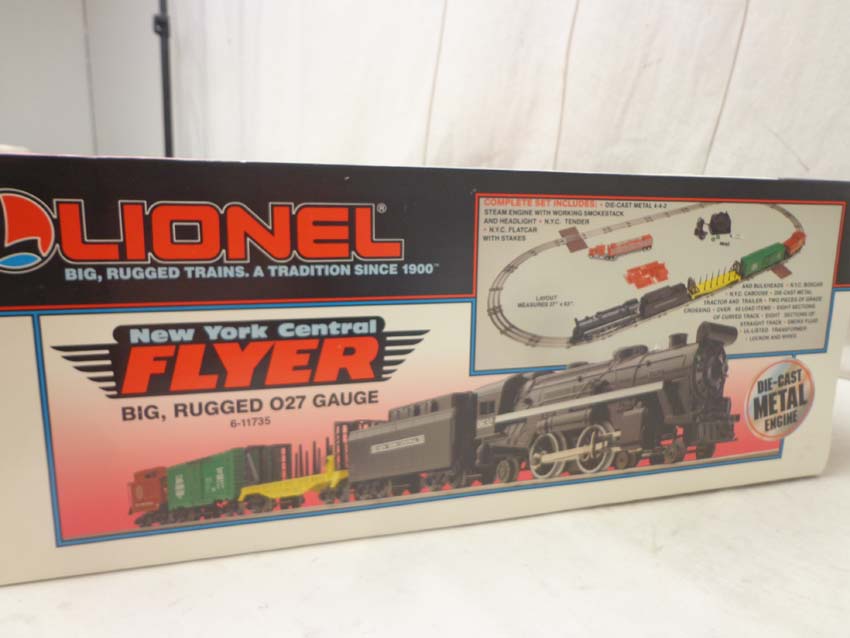 LIONEL®
BIG, RUGGED TRAINS. A TRADITION SINCE 1900™
COMPLETE SET INCLUDES: • DIE-CAST METAL 4-4-2
STEAM ENGINE WITH WORKING SMOKESTACK
AND HEADLIGHT • N.Y.C. TENDER
• N.Y.C. FLATCAR
WITH STAKES
AND BULKHEADS • N.Y.C. BOXCAR
• N.Y.C. CABOOSE • DIE-CAST METAL
TRACTOR AND TRAILER • TWO PIECES OF GRADE
CROSSING • OVER 40 LOAD ITEMS • EIGHT SECTIONS
OF CURVED TRACK • EIGHT SECTIONS OF
STRAIGHT TRACK • SMOKE FLUID
UL-LISTED TRANSFORMER
• LOCKON AND WIRES
LAYOUT
MEASURES 27" x 63"
New York Central
FLYER
BIG, RUGGED O27 GAUGE
6-11735
DIE-CAST
METAL
ENGINE